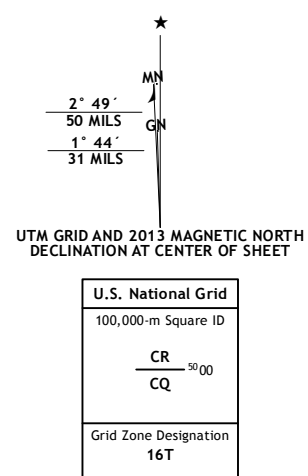 ★
MN
GN
2° 49´
50 MILS
1° 44´
31 MILS
UTM GRID AND 2013 MAGNETIC NORTH
DECLINATION AT CENTER OF SHEET
U.S. National Grid
100,000-m Square ID
CR
5000
CQ
Grid Zone Designation
16T